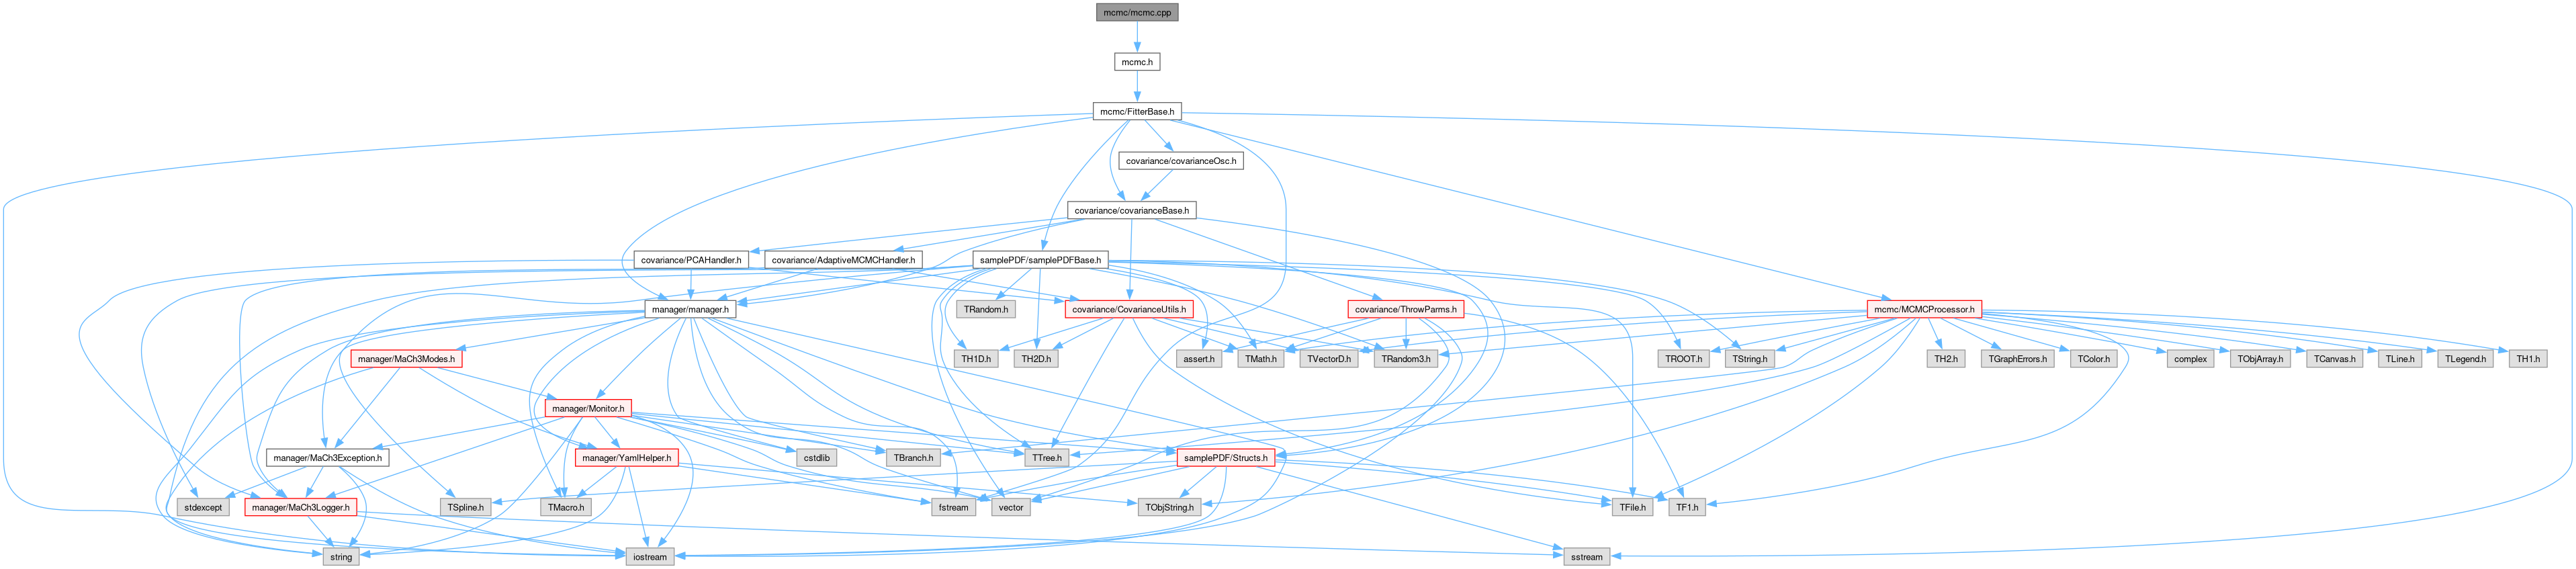 mcmc/mcmc.cpp
mcmc.h
mcmc/FitterBase.h
covariance/covarianceOsc.h
covariance/covarianceBase.h
covariance/PCAHandler.h
covariance/AdaptiveMCMCHandler.h
samplePDF/samplePDFBase.h
manager/manager.h
TRandom.h
covariance/CovarianceUtils.h
covariance/ThrowParms.h
mcmc/MCMCProcessor.h
manager/MaCh3Modes.h
TH1D.h
TH2D.h
assert.h
TMath.h
TVectorD.h
TRandom3.h
TROOT.h
TString.h
TH2.h
TGraphErrors.h
TColor.h
complex
TObjArray.h
TCanvas.h
TLine.h
TLegend.h
TH1.h
manager/Monitor.h
manager/MaCh3Exception.h
manager/YamlHelper.h
cstdlib
TBranch.h
TTree.h
samplePDF/Structs.h
stdexcept
manager/MaCh3Logger.h
TSpline.h
TMacro.h
fstream
vector
TObjString.h
TFile.h
TF1.h
string
iostream
sstream